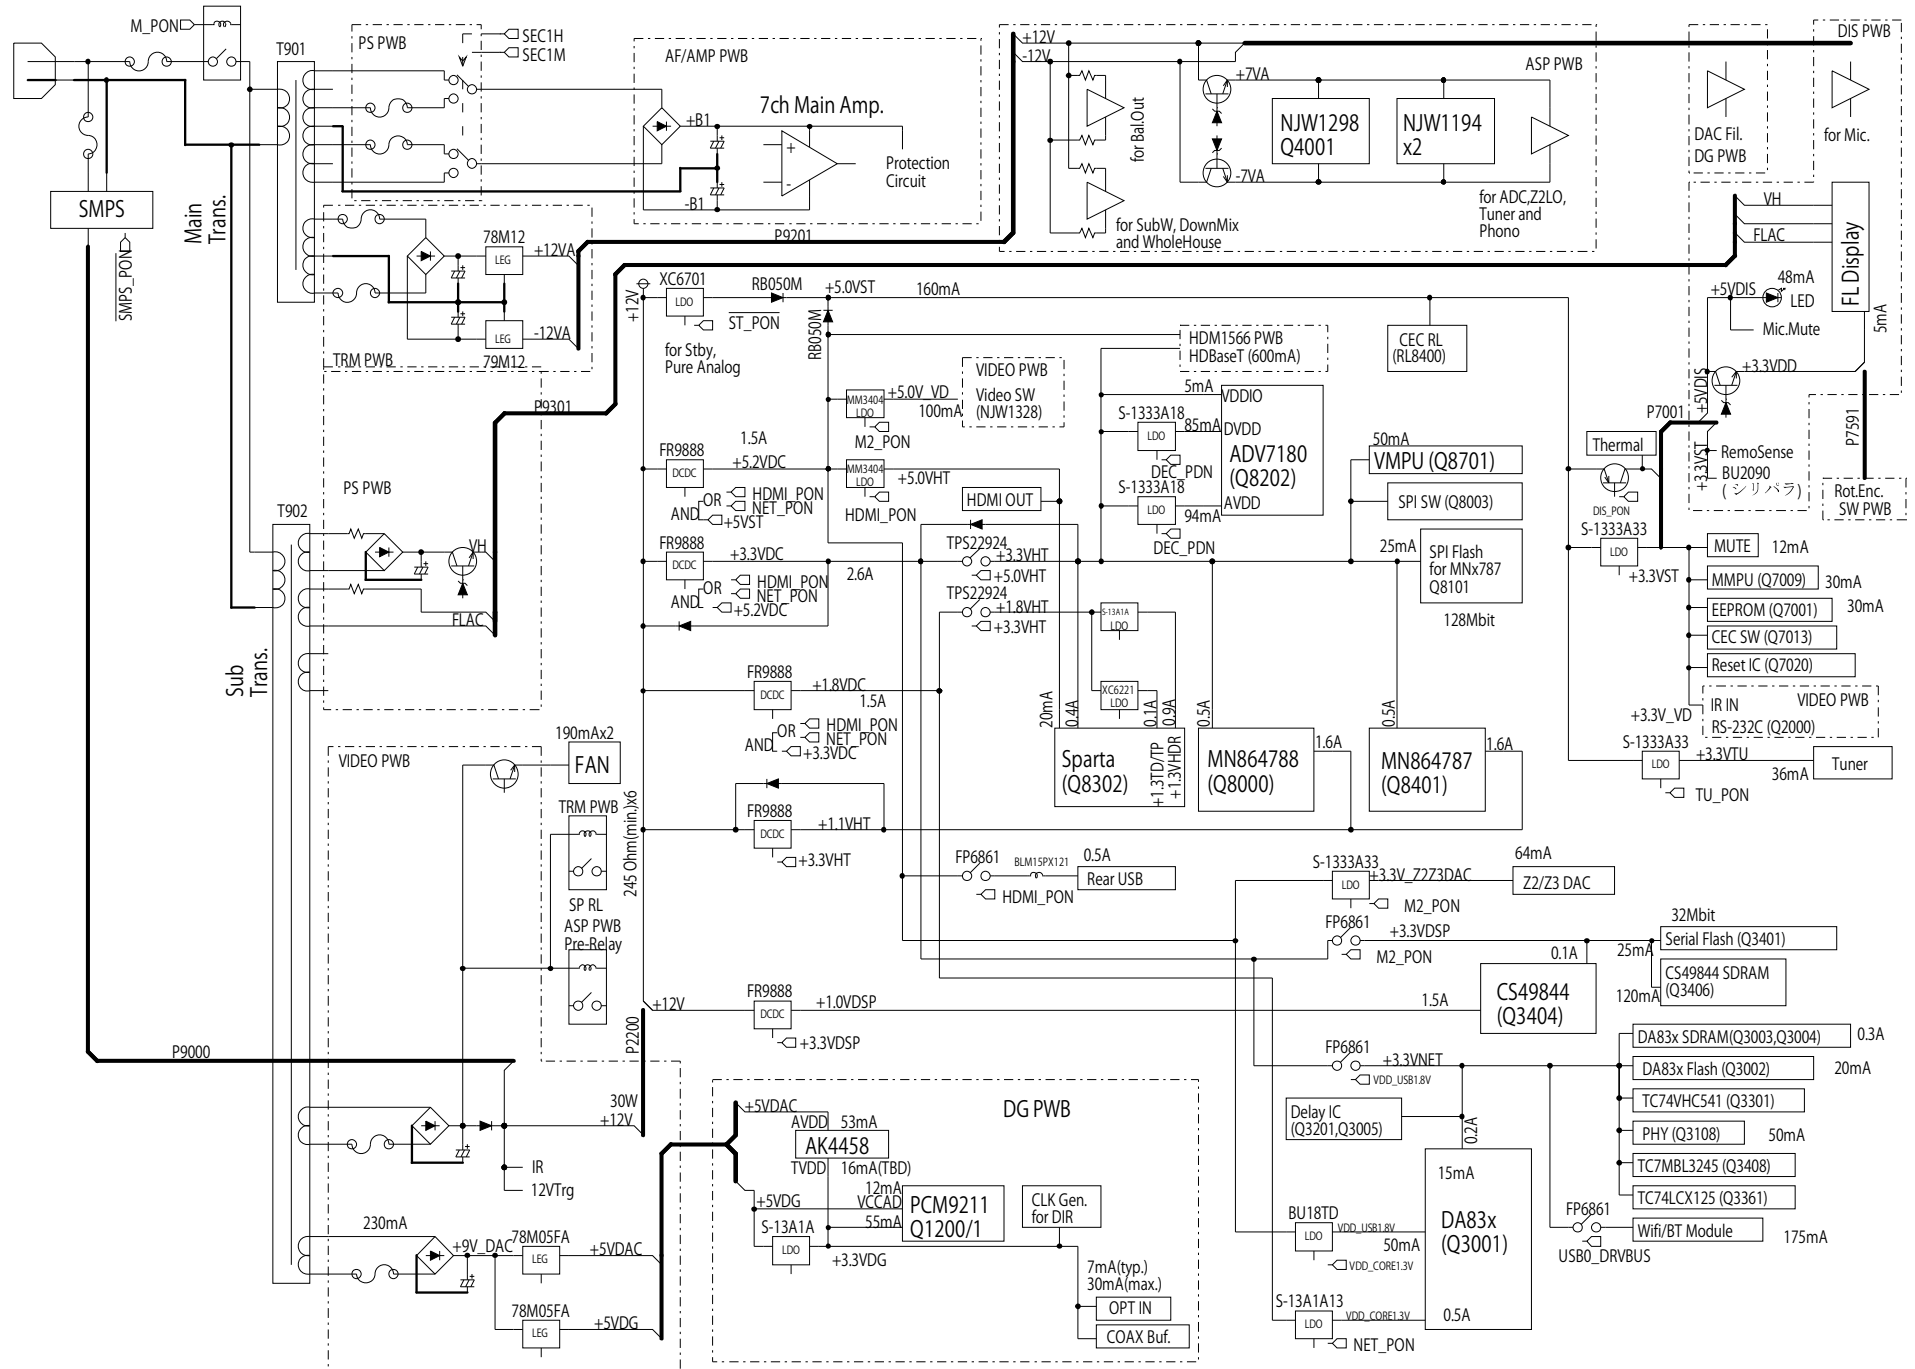 M_PON
T901
PS PWB
SEC1H
SEC1M
AF/AMP PWB
7ch Main Amp.
+B1
-B1
+
-
Protection
Circuit
+12V
-12V
for Bal.Out
+7VA
-7VA
NJW1298
Q4001
NJW1194
x2
ASP PWB
for ADC,Z2LO,
Tuner and
Phono
for SubW, DownMix
and WholeHouse
DIS PWB
DAC Fil.
DG PWB
for Mic.
SMPS
SMPS_PON
Main
Trans.
78M12
LEG
+12VA
LEG
-12VA
79M12
TRM PWB
P9201
P9301
VH
FLAC
FL Display
5mA
48mA
+5VDIS
LED
Mic.Mute
+3.3VDD
+5VDIS
P7001
+3.3VST
RemoSense
BU2090
(シリパラ)
P7591
Rot.Enc.
SW PWB
+12V
XC6701
LDO
ST_PON
for Stby,
Pure Analog
RB050M
+5.0VST
160mA
RB050M
CEC RL
(RL8400)
HDM1566 PWB
HDBaseT (600mA)
VIDEO PWB
Video SW
(NJW1328)
MM3404
LDO
+5.0V_VD
100mA
M2_PON
5mA
VDDIO
S-1333A18
LDO
85mA
DVDD
DEC_PDN
S-1333A18
LDO
94mA
AVDD
DEC_PDN
ADV7180
(Q8202)
FR9888
DCDC
1.5A
+5.2VDC
OR
HDMI_PON
NET_PON
AND
+5VST
MM3404
LDO
+5.0VHT
HDMI_PON
HDMI OUT
50mA
VMPU (Q8701)
SPI SW (Q8003)
Thermal
DIS_PON
S-1333A33
LDO
+3.3VST
MUTE
12mA
MMPU (Q7009)
30mA
EEPROM (Q7001)
30mA
CEC SW (Q7013)
Reset IC (Q7020)
IR IN
VIDEO PWB
RS-232C (Q2000)
+3.3V_VD
S-1333A33
LDO
+3.3VTU
36mA
Tuner
TU_PON
PS PWB
T902
VH
FLAC
Sub
Trans.
FR9888
DCDC
+3.3VDC
2.6A
OR
HDMI_PON
NET_PON
AND
+5.2VDC
TPS22924
+3.3VHT
+5.0VHT
TPS22924
+1.8VHT
+3.3VHT
25mA
SPI Flash
for MNx787
Q8101
128Mbit
S-13A1A
LDO
XC6221
LDO
FR9888
DCDC
+1.8VDC
1.5A
OR
HDMI_PON
NET_PON
AND
+3.3VDC
20mA
0.4A
0.1A
0.9A
0.5A
0.5A
Sparta
(Q8302)
+1.3TD/TP
+1.3VHDR
MN864788
(Q8000)
1.6A
MN864787
(Q8401)
1.6A
VIDEO PWB
190mAx2
FAN
TRM PWB
SP RL
ASP PWB
Pre-Relay
245 Ohm(min.)x6
FR9888
DCDC
+1.1VHT
+3.3VHT
FP6861
BLM15PX121
0.5A
Rear USB
HDMI_PON
S-1333A33
LDO
+3.3V_Z2Z3DAC
64mA
Z2/Z3 DAC
M2_PON
FP6861
+3.3VDSP
M2_PON
32Mbit
Serial Flash (Q3401)
25mA
0.1A
CS49844 SDRAM
(Q3406)
120mA
+12V
P2200
FR9888
DCDC
+1.0VDSP
+3.3VDSP
1.5A
CS49844
(Q3404)
P9000
30W
+12V
IR
12VTrg
FP6861
+3.3VNET
VDD_USB1.8V
DA83x SDRAM(Q3003,Q3004)
0.3A
DA83x Flash (Q3002)
20mA
TC74VHC541 (Q3301)
PHY (Q3108)
50mA
TC7MBL3245 (Q3408)
TC74LCX125 (Q3361)
FP6861
Wifi/BT Module
175mA
USB0_DRVBUS
Delay IC
(Q3201,Q3005)
0.2A
15mA
DA83x
(Q3001)
0.5A
BU18TD
LDO
VDD_USB1.8V
50mA
VDD_CORE1.3V
S-13A1A13
LDO
VDD_CORE1.3V
NET_PON
DG PWB
+5VDAC
AVDD
53mA
AK4458
TVDD
16mA(TBD)
12mA
VCCAD
+5VDG
55mA
PCM9211
Q1200/1
CLK Gen.
for DIR
S-13A1A
LDO
+3.3VDG
7mA(typ.)
30mA(max.)
OPT IN
COAX Buf.
230mA
+9V_DAC
78M05FA
LEG
+5VDAC
78M05FA
LEG
+5VDG